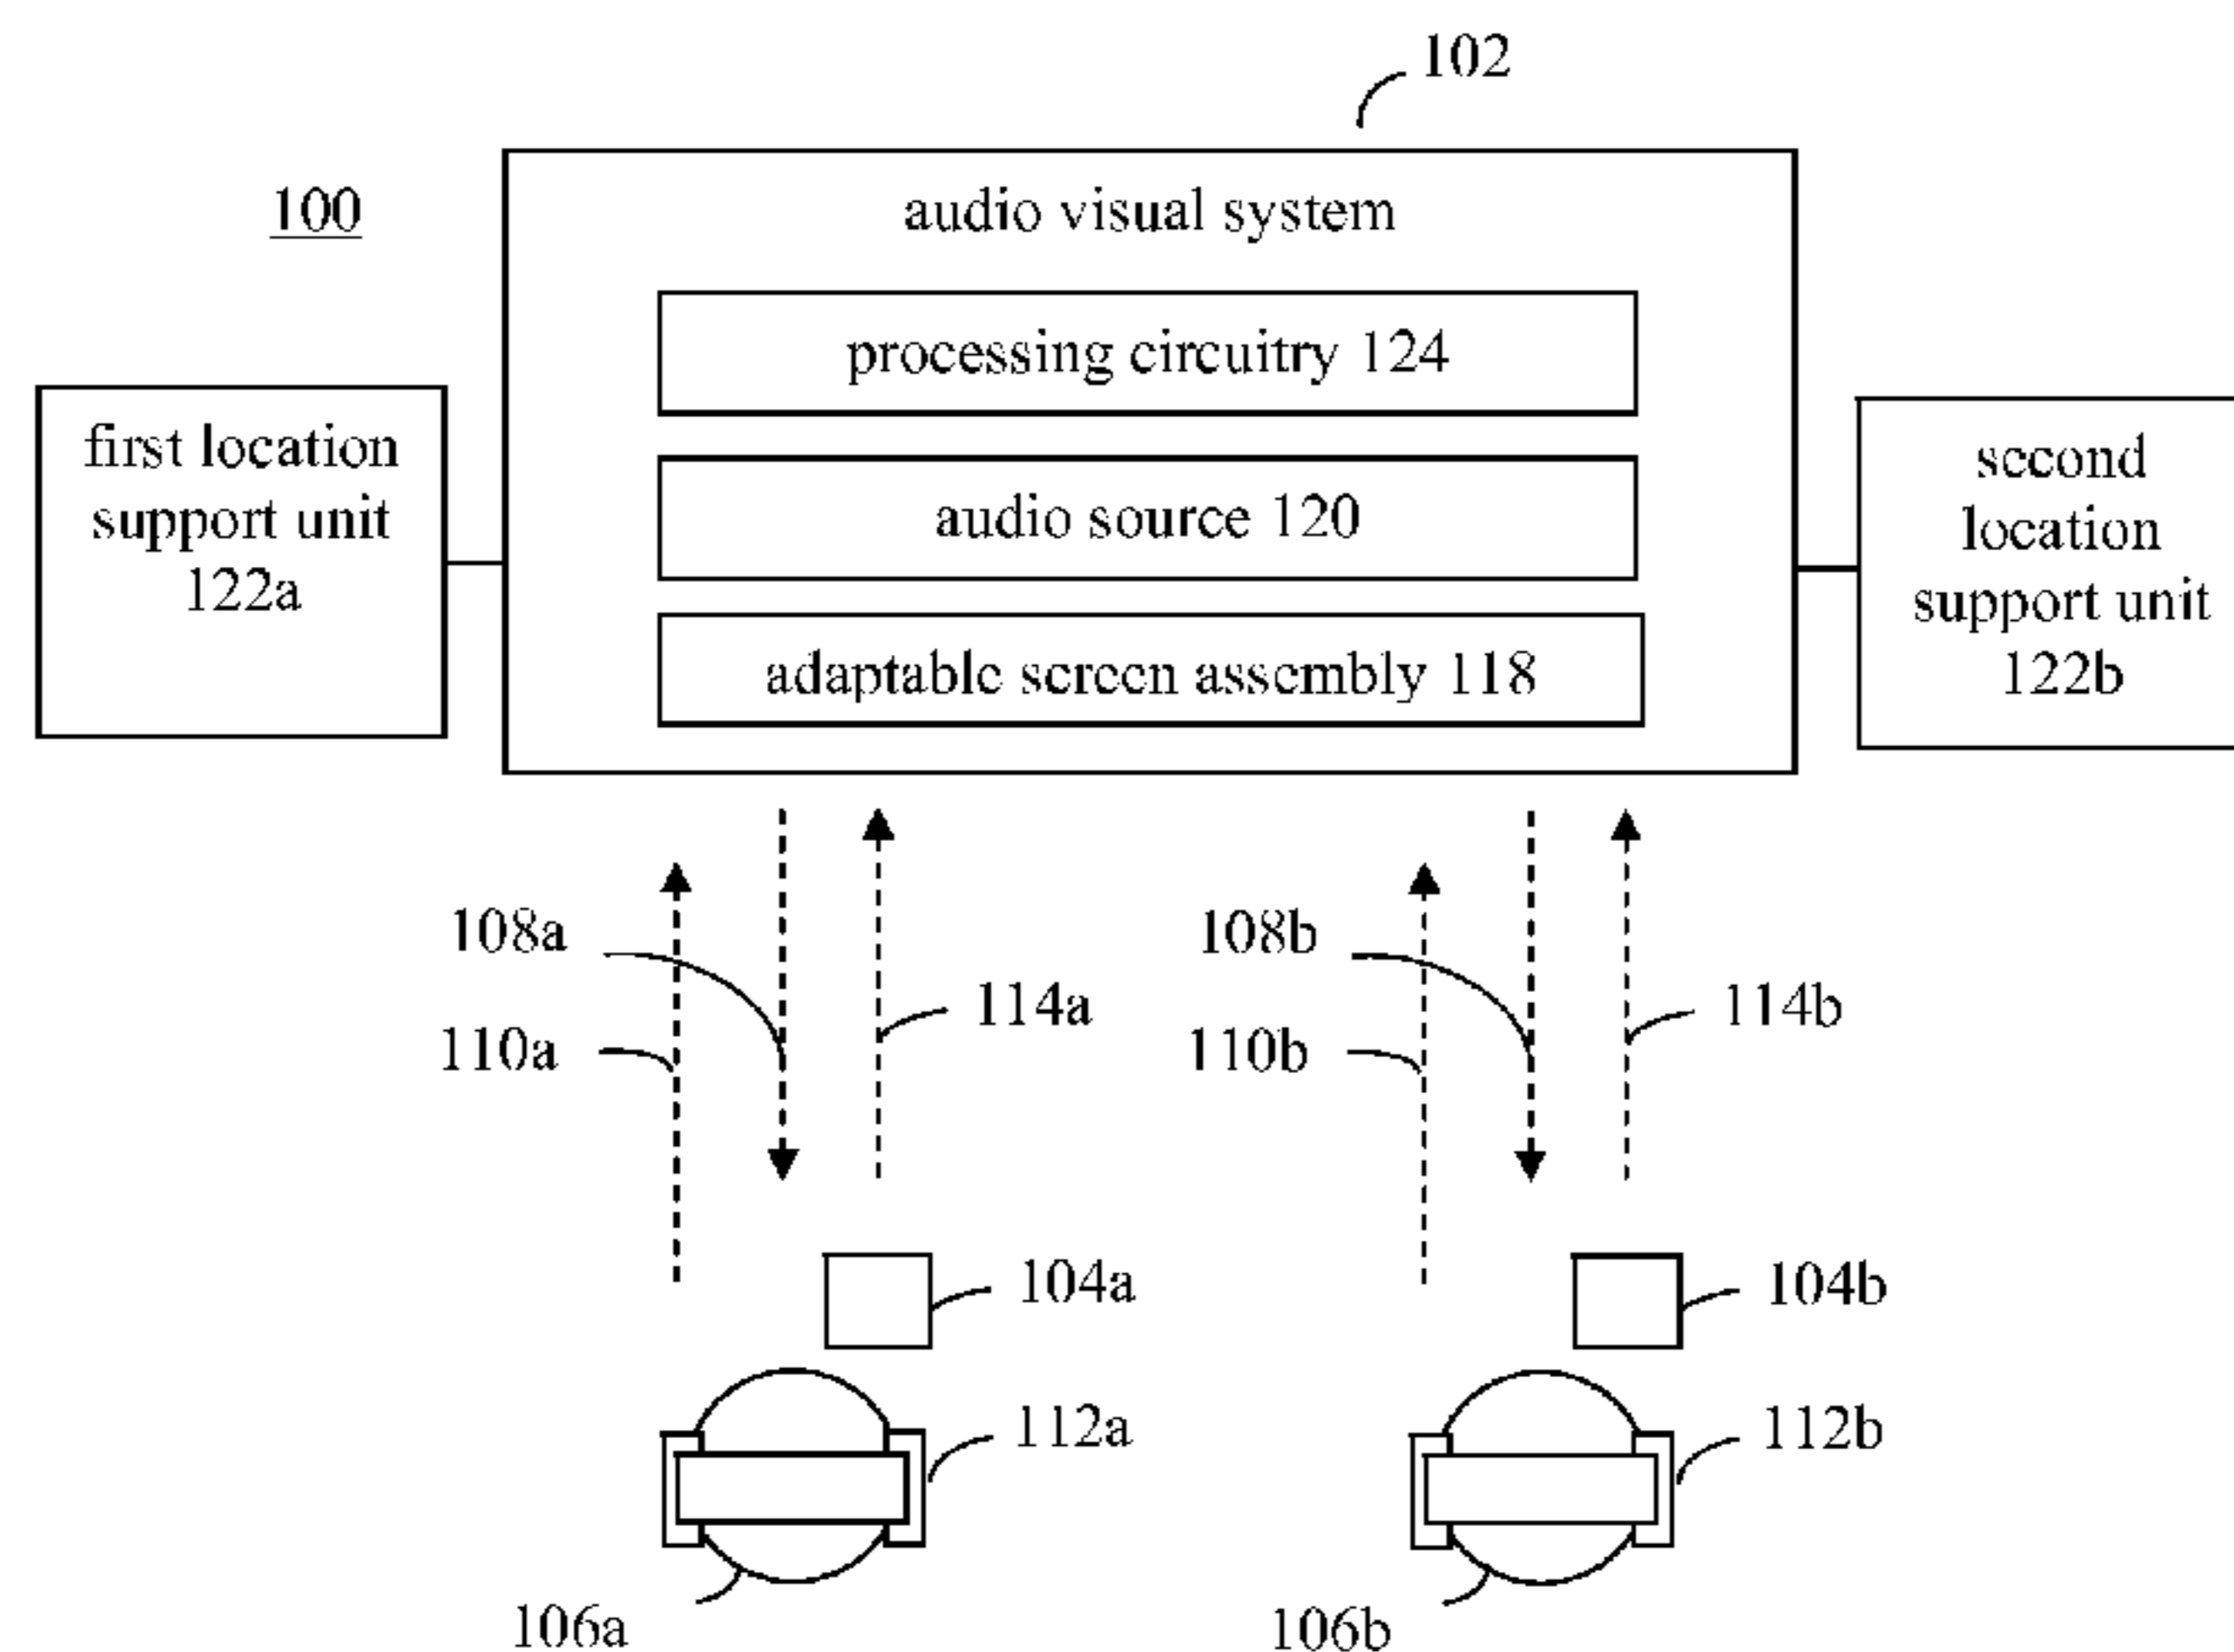 102
100
audio visual system
processing circuitry 124
first location
support unit
122a
audio source 120
second
location
support unit
122b
adaptable screen assembly 118
108a
108b
114a
114b
110a
110b
104a
104b
112a
112b
106a
106b